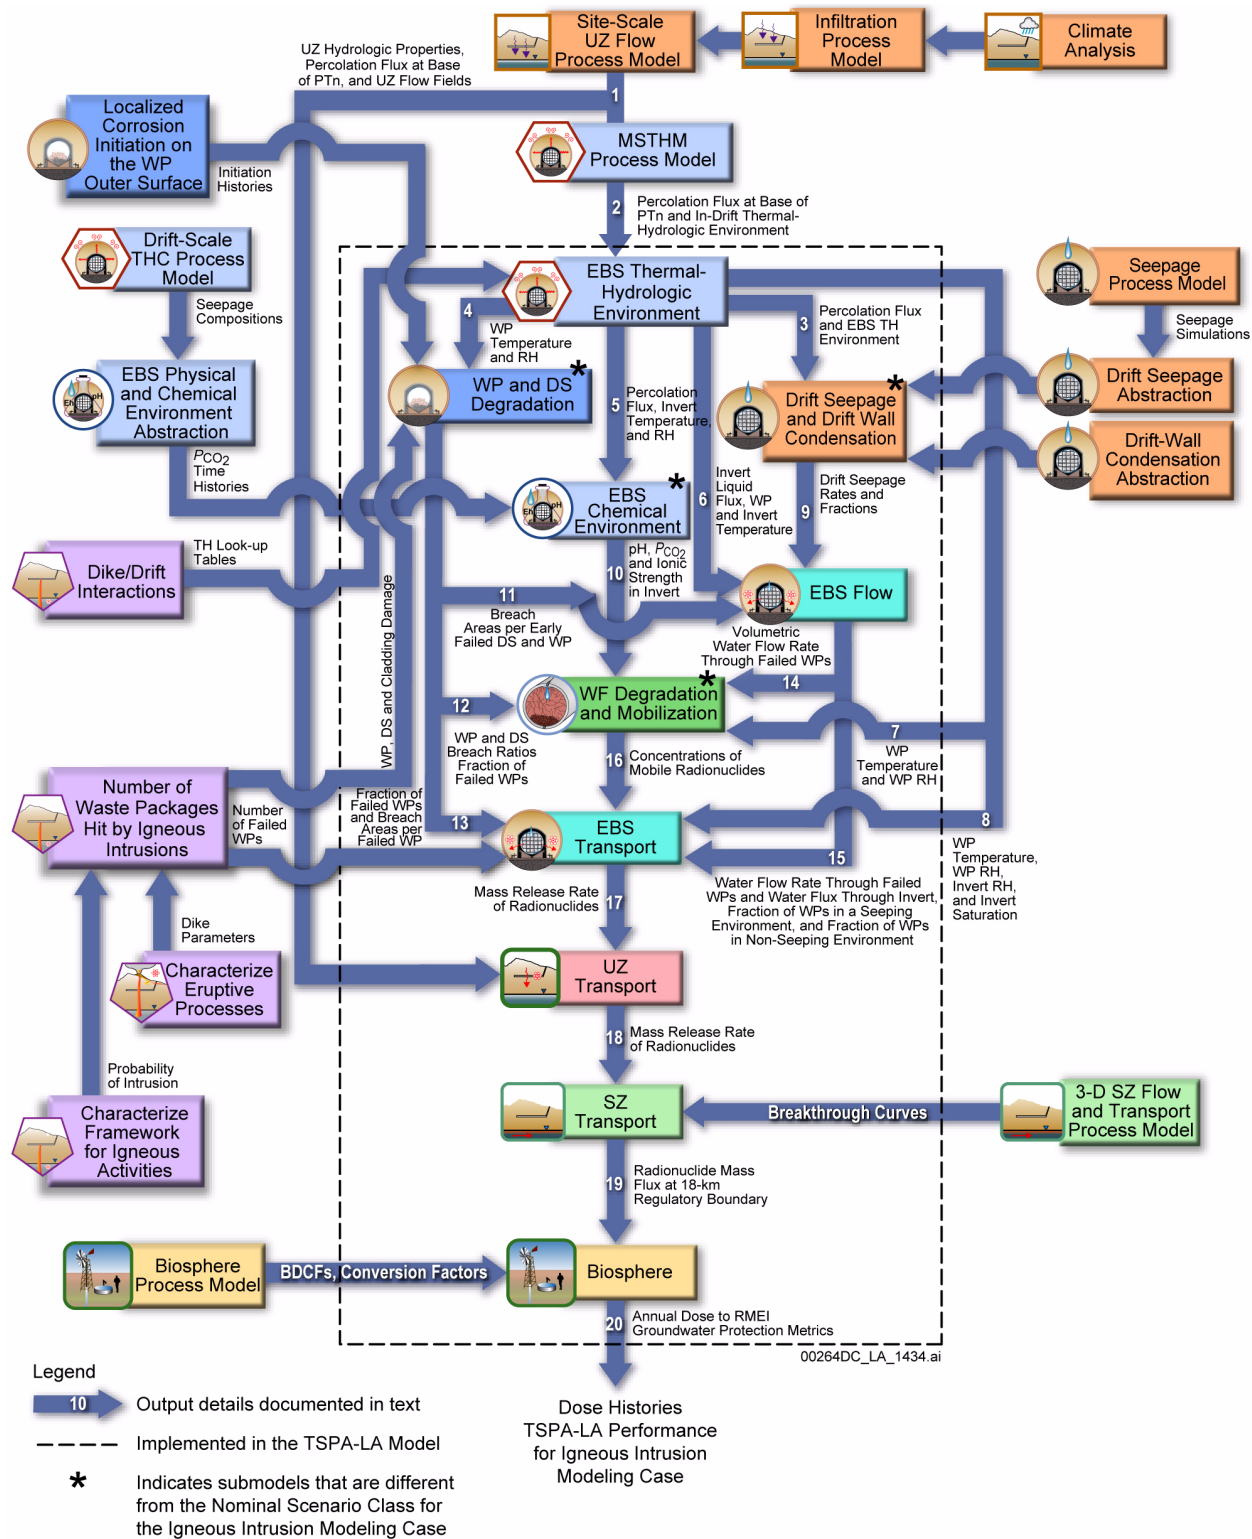 Site-Scale
UZ Flow
Process Model
Infiltration
Process
Model
Climate
Analysis
UZ Hydrologic Properties,
Percolation Flux at Base
of PTn, and UZ Flow Fields
1
Localized
Corrosion
Initiation on
the WP
Outer Surface
Initiation
Histories
MSTHM
Process Model
2
Percolation Flux at Base of
PTn and In-Drift Thermal-
Hydrologic Environment
Drift-Scale
THC Process
Model
Seepage
Compositions
EBS Thermal-
Hydrologic
Environment
Seepage
Process Model
Seepage
Simulations
4
WP
Temperature
and RH
3
Percolation Flux
and EBS TH
Environment
EBS Physical
and Chemical
Environment
Abstraction
Eh
pH
WP and DS
Degradation
*
5
Percolation
Flux, Invert
Temperature,
and RH
Drift Seepage
and Drift Wall
Condensation
*
Drift Seepage
Abstraction
Drift-Wall
Condensation
Abstraction
PCO2
Time
Histories
EBS
Chemical
Environment
*
Eh
pH
6
Invert
Liquid
Flux, WP
and Invert
Temperature
9
Drift Seepage
Rates and
Fractions
Dike/Drift
Interactions
TH Look-up
Tables
10
pH, PCO2
and Ionic
Strength
in Invert
EBS Flow
11
Breach
Areas per Early
Failed DS and WP
Volumetric
Water Flow Rate
Through Failed WPs
WP, DS and Cladding Damage
WF Degradation
and Mobilization
*
14
12
WP and DS
Breach Ratios
Fraction of
Failed WPs
7
WP
Temperature
and WP RH
16
Concentrations of
Mobile Radionuclides
Number of
Waste Packages
Hit by Igneous
Intrusions
Number
of Failed
WPs
Fraction of
Failed WPs
and Breach
Areas per
Failed WP
13
EBS
Transport
8
WP
Temperature,
WP RH,
Invert RH,
and Invert
Saturation
15
Water Flow Rate Through Failed
WPs and Water Flux Through Invert,
Fraction of WPs in a Seeping
Environment, and Fraction of WPs
in Non-Seeping Environment
Mass Release Rate
of Radionuclides
17
Dike
Parameters
Characterize
Eruptive
Processes
UZ
Transport
18
Mass Release Rate
of Radionuclides
Probability
of Intrusion
Characterize
Framework
for Igneous
Activities
SZ
Transport
Breakthrough Curves
3-D SZ Flow
and Transport
Process Model
19
Radionuclide Mass
Flux at 18-km
Regulatory Boundary
Biosphere
Process Model
BDCFs, Conversion Factors
Biosphere
20
Annual Dose to RMEI
Groundwater Protection Metrics
00264DC_LA_1434.ai
Legend
10
Output details documented in text
Implemented in the TSPA-LA Model
*
Indicates submodels that are different
from the Nominal Scenario Class for
the Igneous Intrusion Modeling Case
Dose Histories
TSPA-LA Performance
for Igneous Intrusion
Modeling Case